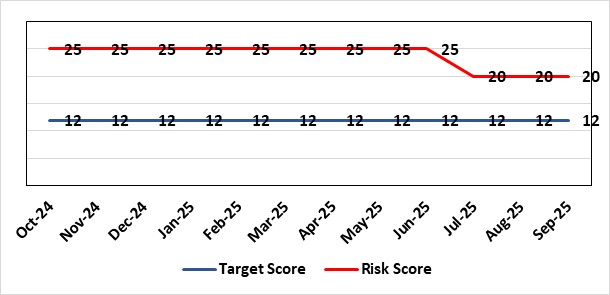 25 25 25 25 25 25 25 25 25
20 20 20
12 12 12 12 12 12 12 12 12 12 12 12
Oct-24 Nov-24 Dec-24 Jan-25 Feb-25 Mar-25 Apr-25 May-25 Jun-25 Jul-25 Aug-25 Sep-25
Target Score Risk Score